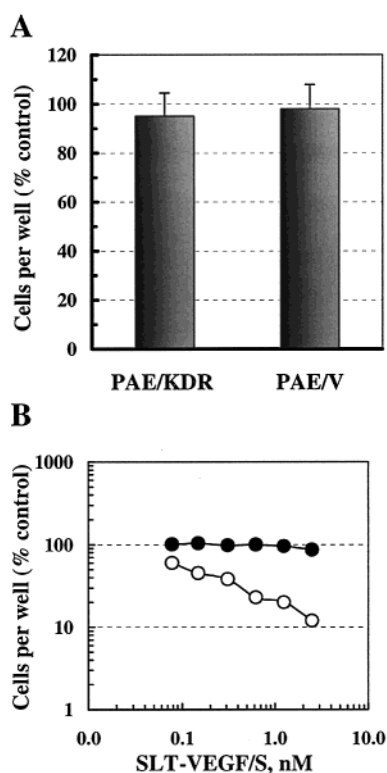 A
Cells per well (% control)
120
100
80
60
40
20
0
PAE/KDR PAE/V
B
Cells per well (% control)
1000
100
10
1
0.0 0.1 1.0 10.0
SLT-VEGF/S, nM